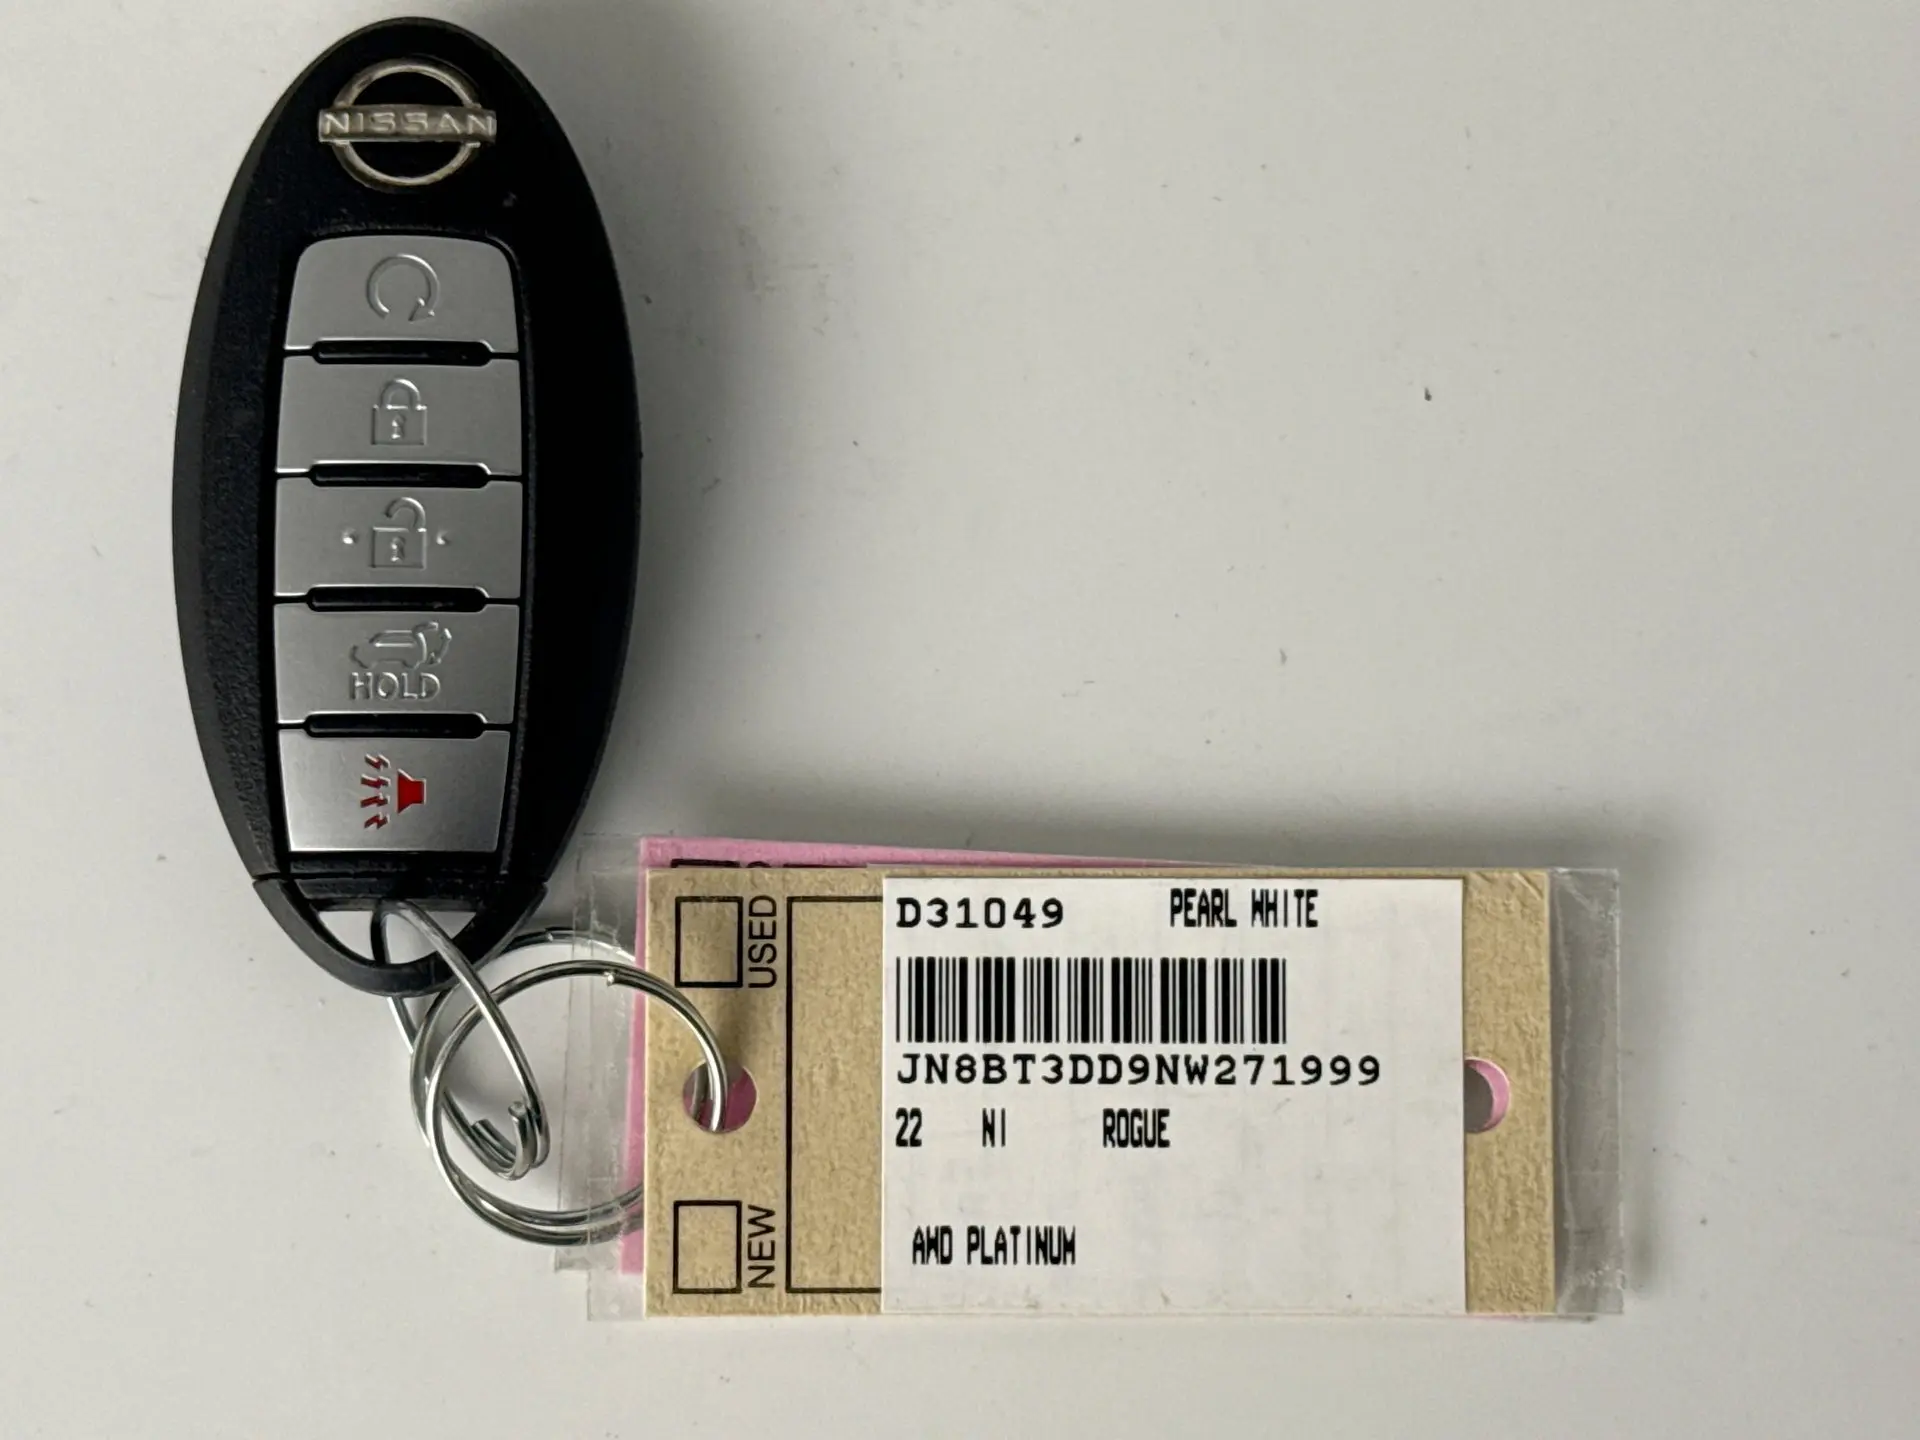 NISSAN
HOLD
USED
NEW
D31049 PEARL WHITE
JN8BT3DD9NW271999
22 NI ROGUE
AWD PLATINUM